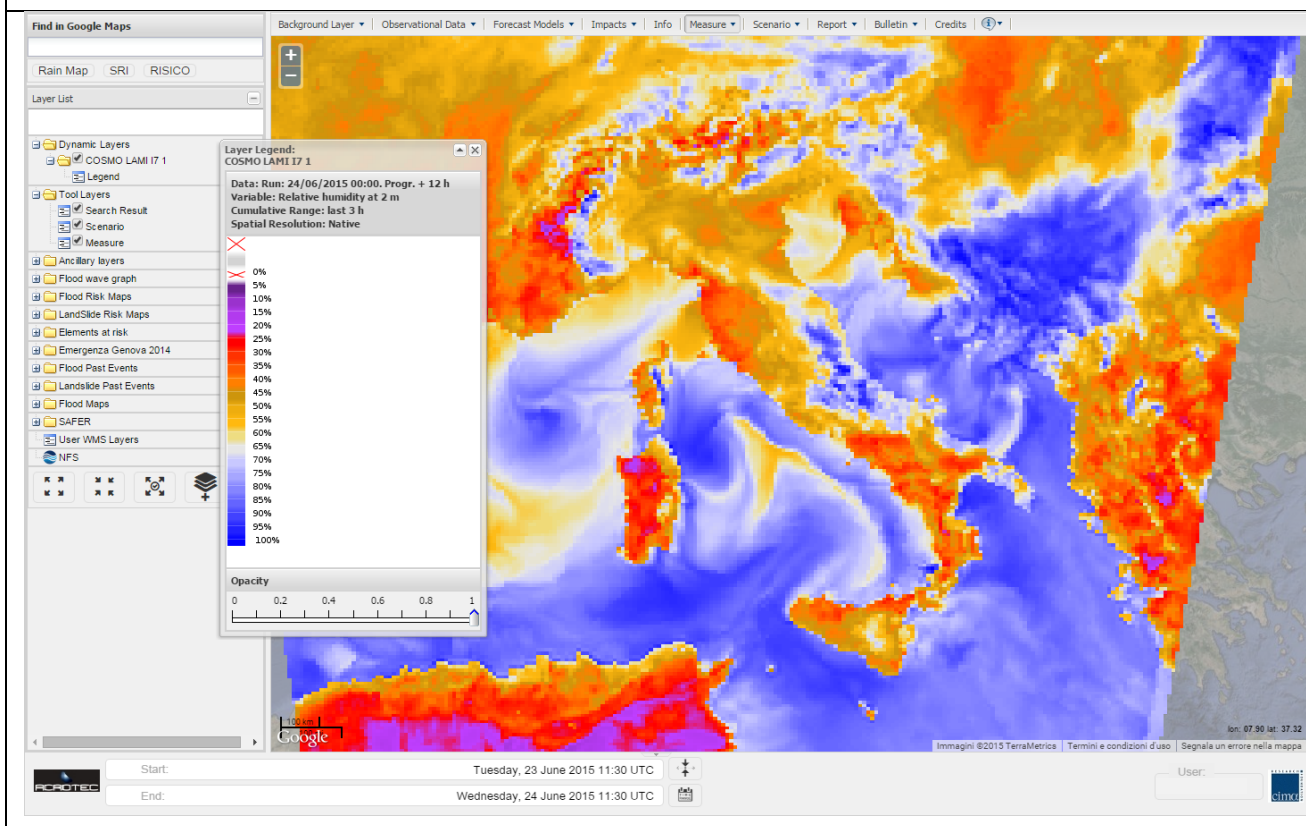 Find in Google Maps
Background Layer
Observational Data
Forecast Models
Impacts
Info
Measure
Scenario
Report
Bulletin
Credits
Rain Map
SRI
RISICO
Layer List
Dynamic Layers
COSMO LAMI I7 1
Legend
Tool Layers
Search Result
Scenario
Measure
Ancillary layers
Flood wave graph
Flood Risk Maps
LandSlide Risk Maps
Elements at risk
Emergenza Genova 2014
Flood Past Events
Landslide Past Events
Flood Maps
SAFER
User WMS Layers
NFS
Layer Legend:
COSMO LAMI I7 1
Data: Run: 24/06/2015 00:00. Progr. + 12 h
Variable: Relative humidity at 2 m
Cumulative Range: last 3 h
Spatial Resolution: Native
0%
5%
10%
15%
20%
25%
30%
35%
40%
45%
50%
55%
60%
65%
70%
75%
80%
85%
90%
95%
100%
Opacity
0 0.2 0.4 0.6 0.8 1
100 km
Google
lon: 07.90 lat: 37.32
Immagini ©2015 TerraMetrics
Termini e condizioni d'uso
Segnala un errore nella mappa
ACROTEC
Start: Tuesday, 23 June 2015 11:30 UTC
End: Wednesday, 24 June 2015 11:30 UTC
User:
cima